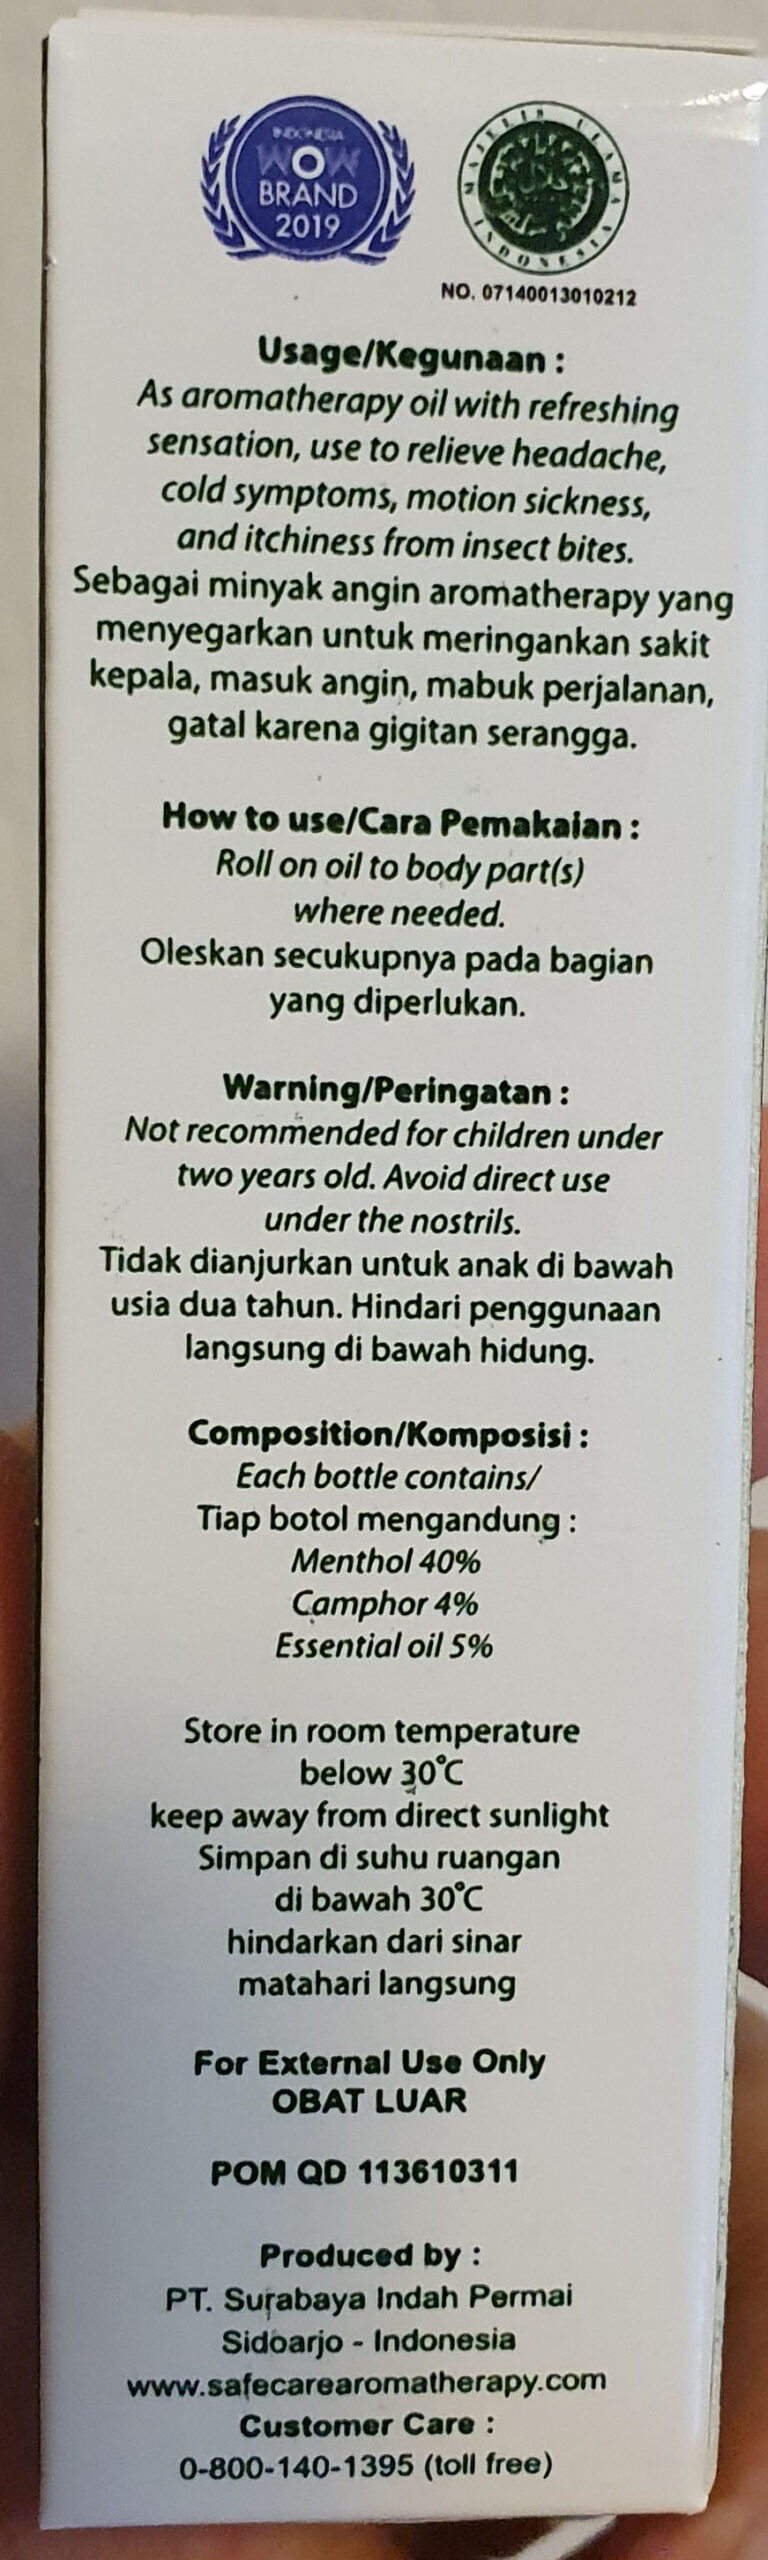 INDONESIA
WOW
BRAND
2019
MAJELIS ULAMA INDONESIA
حلال
NO. 07140013010212
Usage/Kegunaan :
As aromatherapy oil with refreshing
sensation, use to relieve headache,
cold symptoms, motion sickness,
and itchiness from insect bites.
Sebagai minyak angin aromatherapy yang
menyegarkan untuk meringankan sakit
kepala, masuk angin, mabuk perjalanan,
gatal karena gigitan serangga.
How to use/Cara Pemakaian :
Roll on oil to body part(s)
where needed.
Oleskan secukupnya pada bagian
yang diperlukan.
Warning/Peringatan :
Not recommended for children under
two years old. Avoid direct use
under the nostrils.
Tidak dianjurkan untuk anak di bawah
usia dua tahun. Hindari penggunaan
langsung di bawah hidung.
Composition/Komposisi :
Each bottle contains/
Tiap botol mengandung :
Menthol 40%
Camphor 4%
Essential oil 5%
Store in room temperature
below 30°C
keep away from direct sunlight
Simpan di suhu ruangan
di bawah 30°C
hindarkan dari sinar
matahari langsung
For External Use Only
OBAT LUAR
POM QD 113610311
Produced by :
PT. Surabaya Indah Permai
Sidoarjo - Indonesia
www.safecarearomatherapy.com
Customer Care :
0-800-140-1395 (toll free)